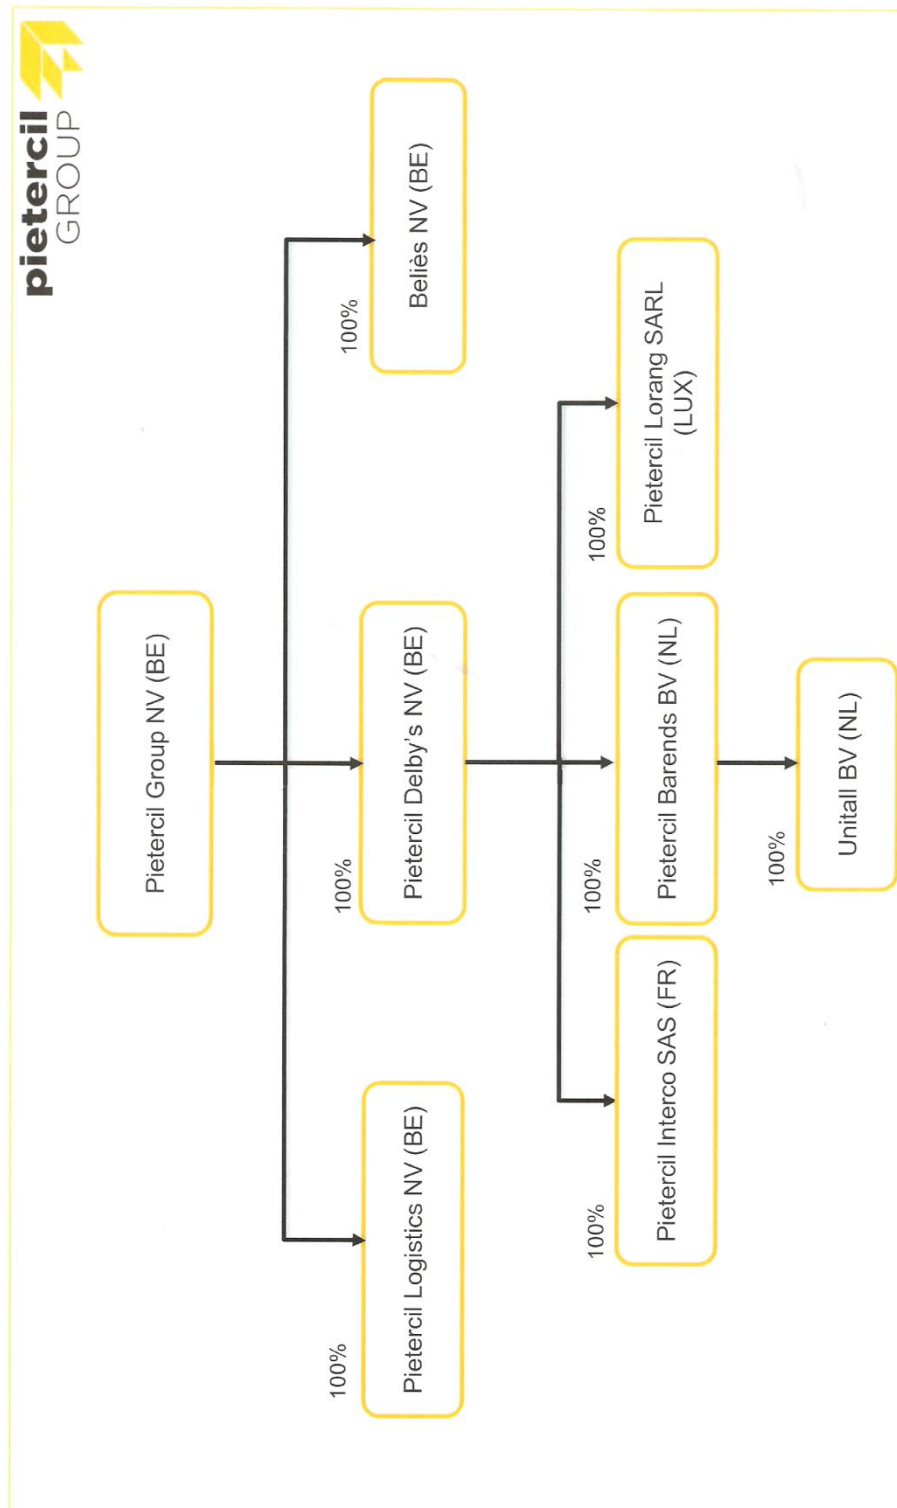 pietercil
GROUP
Pietercil Group NV (BE)
100%
Pietercil Logistics NV (BE)
100%
Pietercil Delby's NV (BE)
100%
Beliès NV (BE)
100%
Pietercil Interco SAS (FR)
100%
Pietercil Barends BV (NL)
100%
Pietercil Lorang SARL
(LUX)
100%
Unitall BV (NL)